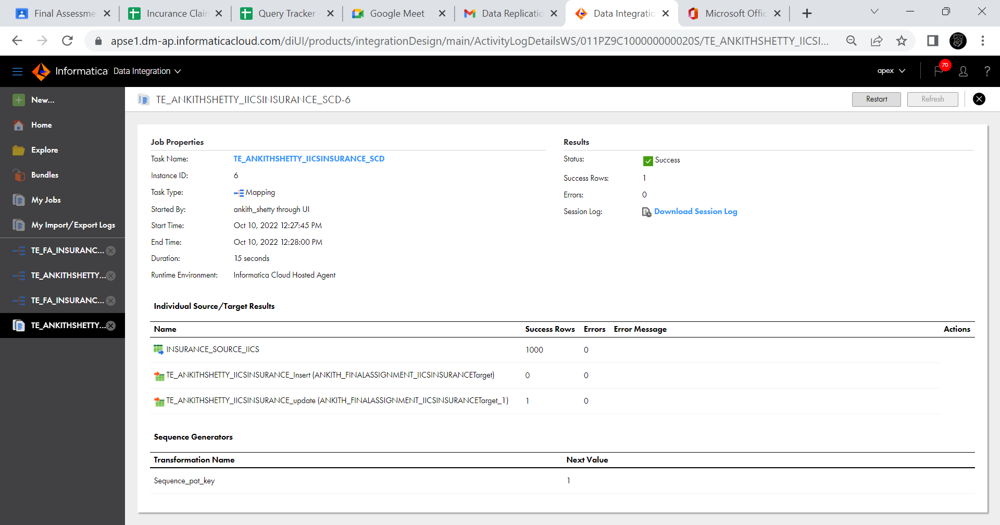 Final Assessme
Incurance Clain
Query Tracker
Google Meet
Data Replicatio
Data Integratio
Microsoft Offic
apse1.dm-ap.informaticacloud.com/diUI/products/integrationDesign/main/ActivityLogDetailsWS/011PZ9C100000000020S/TE_ANKITHSHETTY_IICSI...
Informatica Data Integration
apex
70
?
New...
Home
Explore
Bundles
My Jobs
My Import/Export Logs
TE_FA_INSURANC...
TE_ANKITHSHETTY...
TE_FA_INSURANC...
TE_ANKITHSHETTY...
TE_ANKITHSHETTY_IICSINSURANCE_SCD-6
Restart
Refresh
Job Properties
Task Name: TE_ANKITHSHETTY_IICSINSURANCE_SCD
Instance ID: 6
Task Type: Mapping
Started By: ankith_shetty through UI
Start Time: Oct 10, 2022 12:27:45 PM
End Time: Oct 10, 2022 12:28:00 PM
Duration: 15 seconds
Runtime Environment: Informatica Cloud Hosted Agent
Results
Status: Success
Success Rows: 1
Errors: 0
Session Log: Download Session Log
Individual Source/Target Results
Name Success Rows Errors Error Message Actions
INSURANCE_SOURCE_IICS 1000 0
TE_ANKITHSHETTY_IICSINSURANCE_Insert (ANKITH_FINALASSIGNMENT_IICSINSURANCETarget) 0 0
TE_ANKITHSHETTY_IICSINSURANCE_update (ANKITH_FINALASSIGNMENT_IICSINSURANCETarget_1) 1 0
Sequence Generators
Transformation Name Next Value
Sequence_pat_key 1